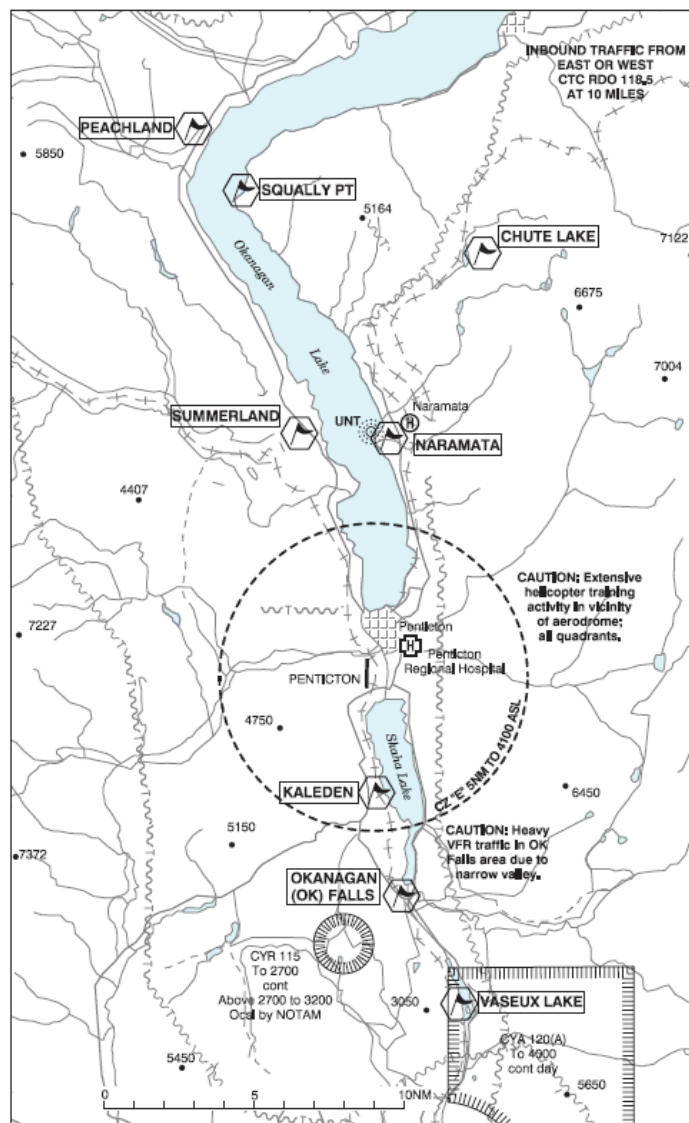 INBOUND TRAFFIC FROM
EAST OR WEST
CTC RDO 118.5
AT 10 MILES
PEACHLAND
5850
SQUALLY PT
5164
CHUTE LAKE
7122
Okanagan
6675
Lake
7004
Naramata
H
SUMMERLAND
UNT
NARAMATA
4407
CAUTION: Extensive
helicopter training
activity in vicinity
of aerodrome;
all quadrants.
7227
Penticton
H
Penticton
Regional Hospital
PENTICTON
4750
Skaha Lake
CZ "E" 5NM TO 4100 ASL
KALEDEN
6450
5150
CAUTION: Heavy
VFR traffic in OK
Falls area due to
narrow valley.
7372
OKANAGAN
(OK) FALLS
CYR 115
To 2700
cont
Above 2700 to 3200
Ocsl by NOTAM
3050
VASEUX LAKE
CYA 120(A)
To 4000
cont day
5450
5650
0
5
10NM